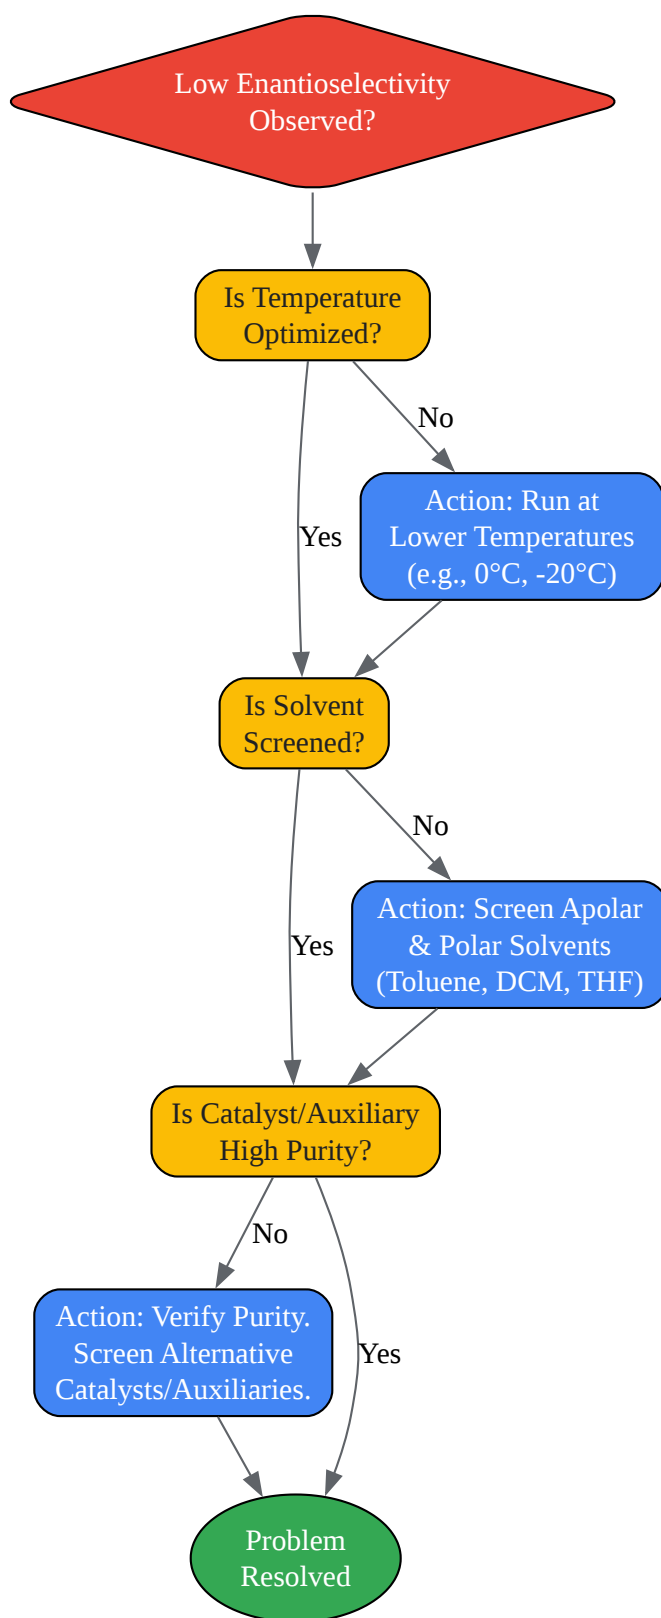 Low Enantioselectivity
Observed?
Is Temperature
Optimized?
No
Action: Run at
Lower Temperatures
(e.g., 0°C, -20°C)
Yes
Is Solvent
Screened?
No
Action: Screen Apolar
& Polar Solvents
(Toluene, DCM, THF)
Yes
Is Catalyst/Auxiliary
High Purity?
No
Action: Verify Purity.
Screen Alternative
Catalysts/Auxiliaries.
Yes
Problem
Resolved